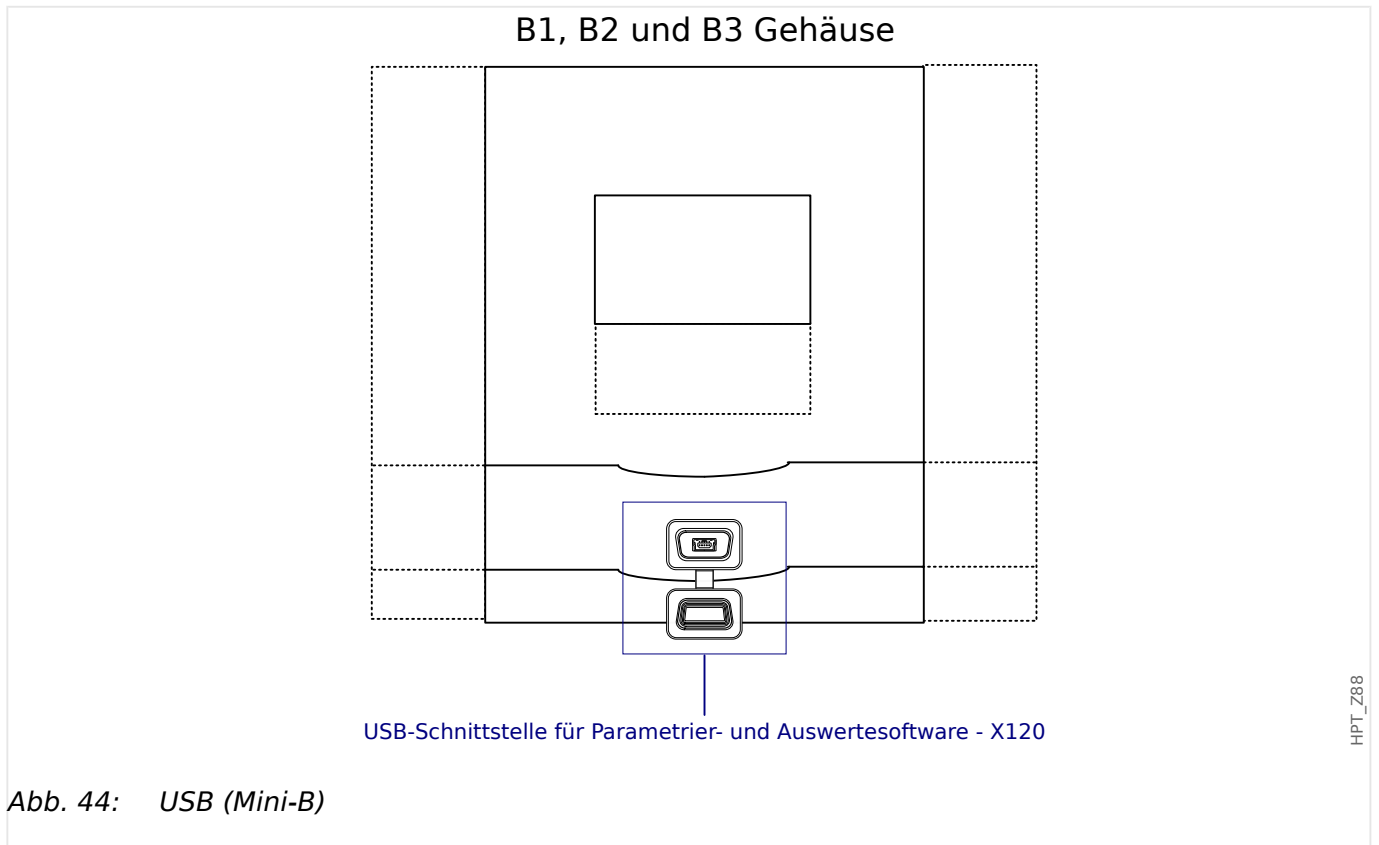 B1, B2 und B3 Gehäuse
USB-Schnittstelle für Parametrier- und Auswertesoftware - X120
HPT_Z88
Abb. 44: USB (Mini-B)